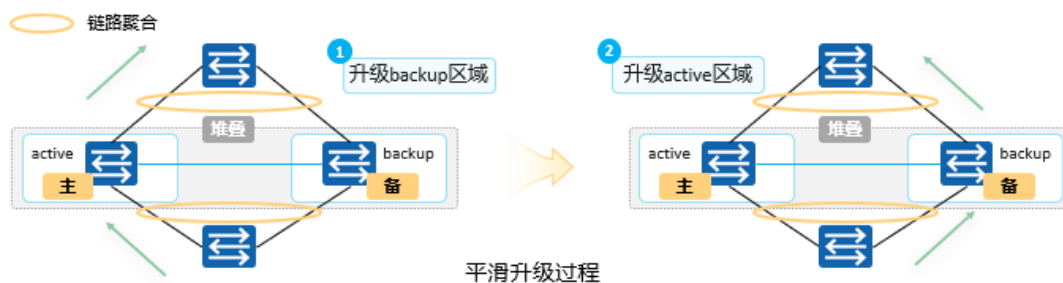 链路聚合
1
升级backup区域
堆叠
active
主
backup
备
2
升级active区域
堆叠
active
主
backup
备
平滑升级过程